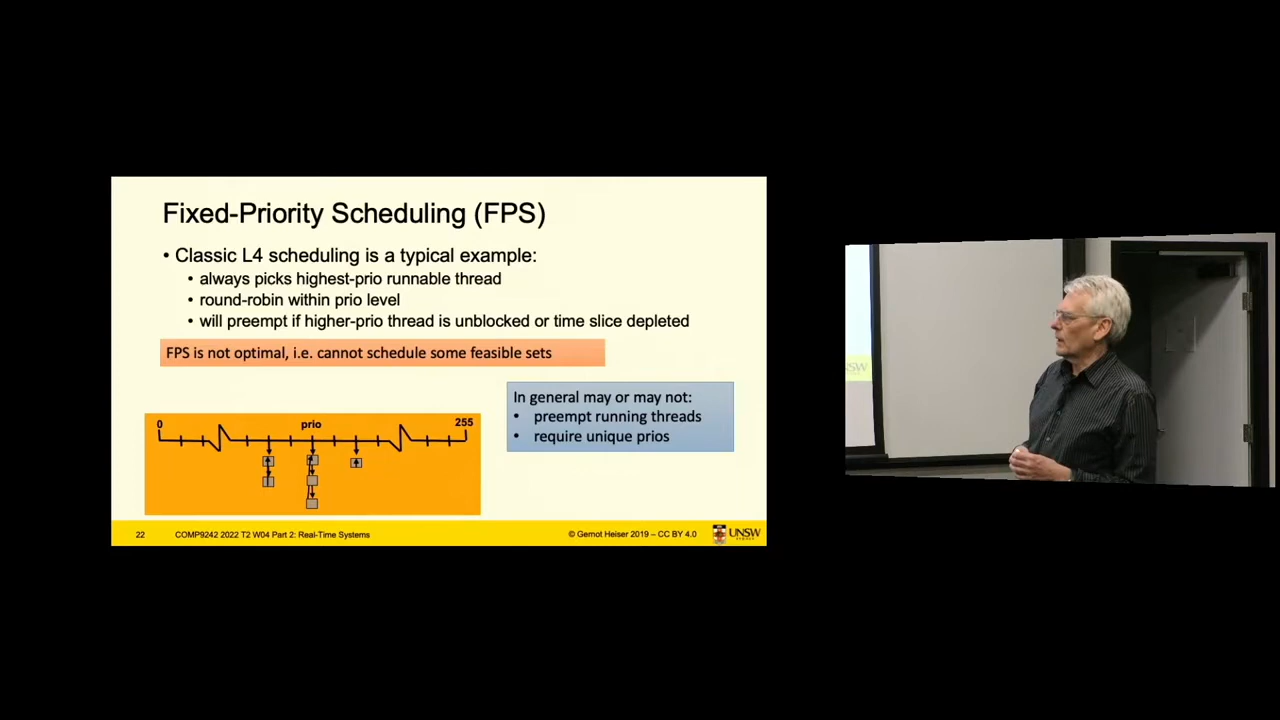 Fixed-Priority Scheduling (FPS)
• Classic L4 scheduling is a typical example:
• always picks highest-prio runnable thread
• round-robin within prio level
• will preempt if higher-prio thread is unblocked or time slice depleted
FPS is not optimal, i.e. cannot schedule some feasible sets
In general may or may not:
• preempt running threads
• require unique prios
0 prio 255
22 COMP9242 2022 T2 W04 Part 2: Real-Time Systems © Gernot Heiser 2019 – CC BY 4.0 UNSW